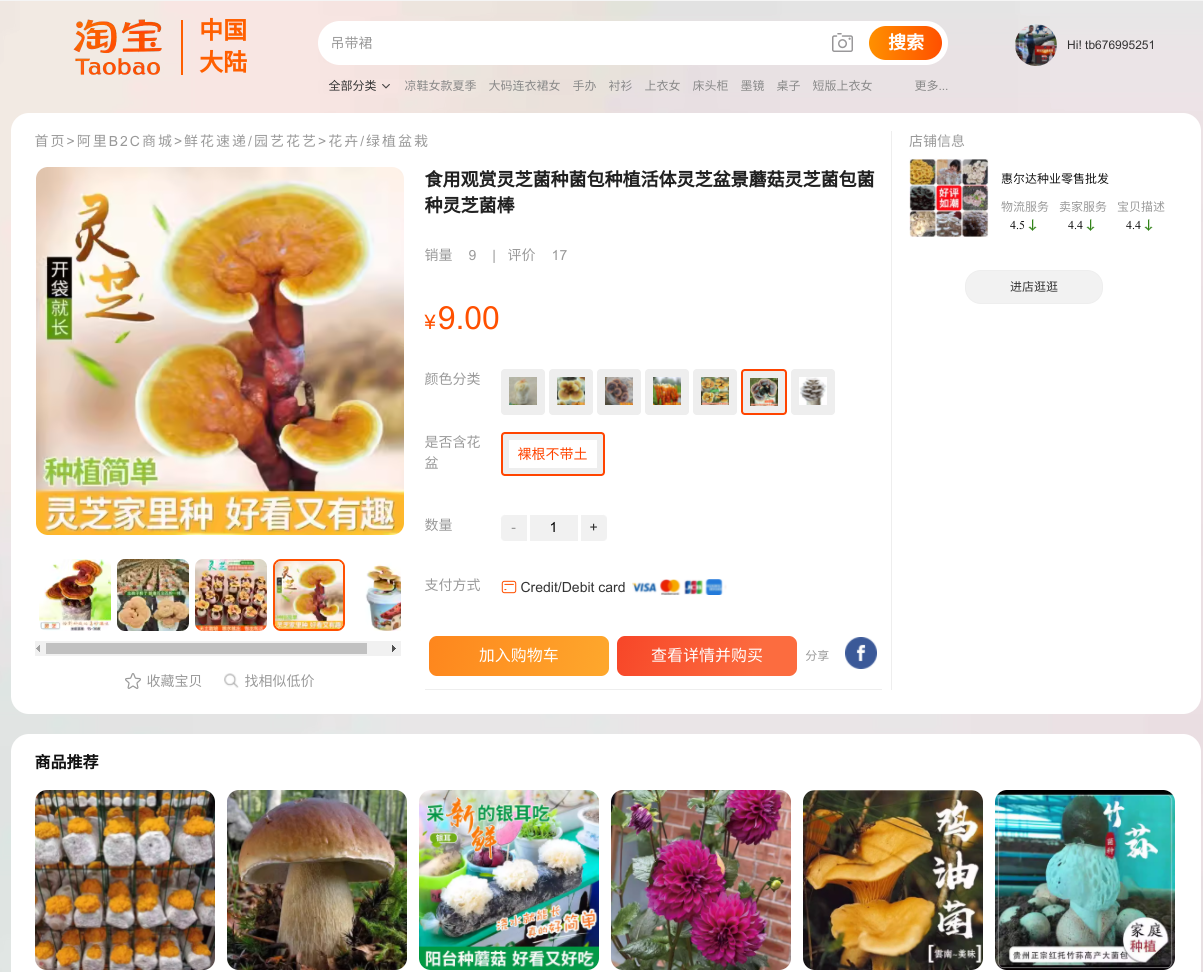 淘宝
Taobao
中国
大陆
吊带裙
搜索
Hi! tb676995251
全部分类 凉鞋女款夏季 大码连衣裙女 手办 衬衫 上衣女 床头柜 墨镜 桌子 短版上衣女 更多...
首页>阿里B2C商城>鲜花速递/园艺花艺>花卉/绿植盆栽
灵芝
开袋就长
种植简单
灵芝家里种 好看又有趣
收藏宝贝 找相似低价
食用观赏灵芝菌种菌包种植活体灵芝盆景蘑菇灵芝菌包菌
种灵芝菌棒
销量 9 | 评价 17
¥9.00
颜色分类
是否含花
盆
裸根不带土
数量 - 1 +
支付方式 Credit/Debit card VISA
加入购物车 查看详情并购买 分享 f
店铺信息
好评
如潮
惠尔达种业零售批发
物流服务 卖家服务 宝贝描述
4.5↓ 4.4↓ 4.4↓
进店逛逛
商品推荐
采新鲜的银耳吃
银耳
浇水就能长
真的好简单
阳台种蘑菇 好看又好吃
鸡油菌
[云南~美味]
竹荪
菌种
家庭
种植
贵州正宗红托竹荪高产大菌包